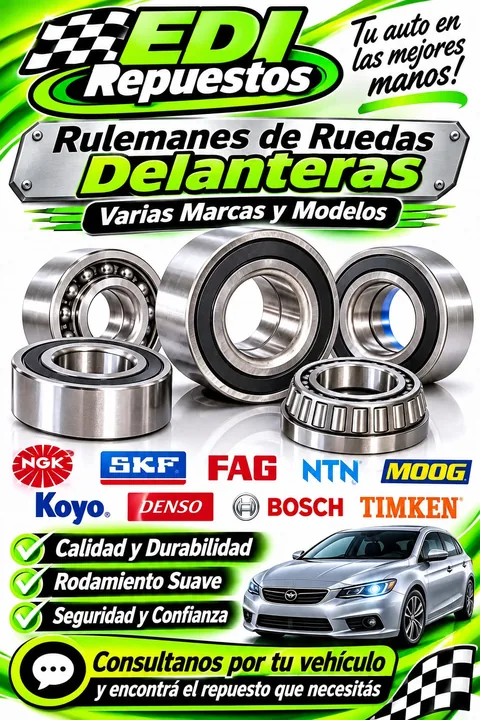 EDI
Repuestos
Tu auto en
las mejores
manos!
Rulemanes de Ruedas
Delanteras
Varias Marcas y Modelos
NGK
SKF
FAG
NTN
MOOG
Koyo
DENSO
BOSCH
TIMKEN
Calidad y Durabilidad
Rodamiento Suave
Seguridad y Confianza
Consultanos por tu vehículo
y encontrá el repuesto que necesitás